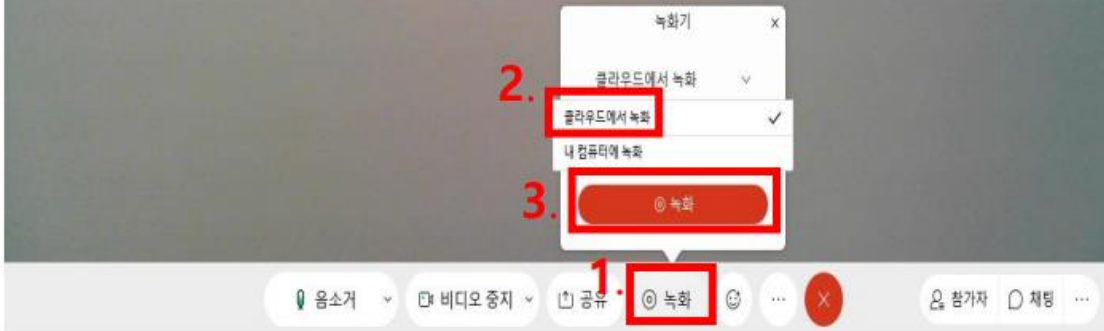 녹화기 ×
2. 클라우드에서 녹화
클라우드에서 녹화
내 컴퓨터에 녹화
3. 녹화
1.
음소거 비디오 중지 공유 녹화 ... × 참가자 채팅 ...